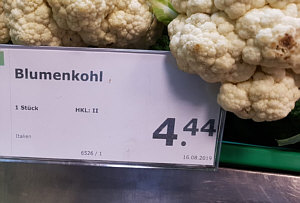 Blumenkohl
1 Stück HKL: II
4.44
Italien
6526 / 1 16.08.2019